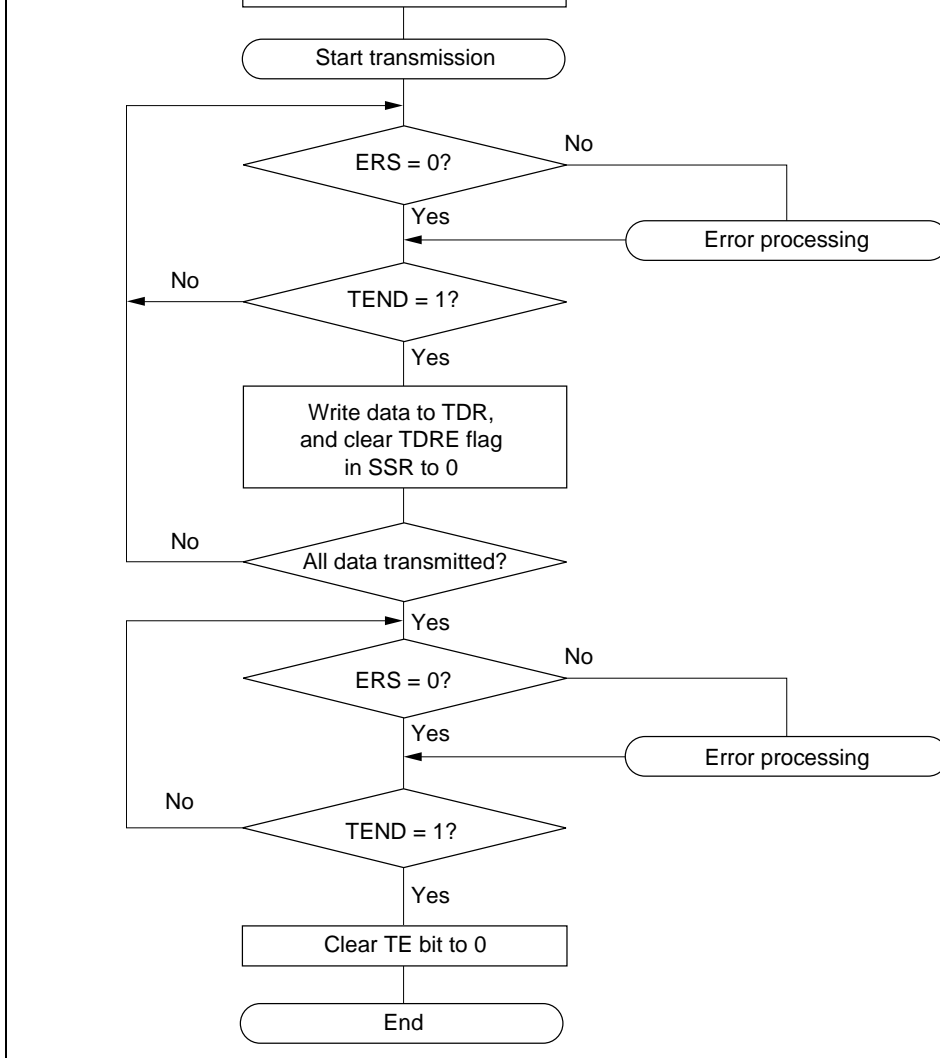 Start transmission
ERS = 0?
No
Yes
Error processing
No
TEND = 1?
Yes
Write data to TDR,
and clear TDRE flag
in SSR to 0
No
All data transmitted?
Yes
ERS = 0?
No
Yes
Error processing
No
TEND = 1?
Yes
Clear TE bit to 0
End